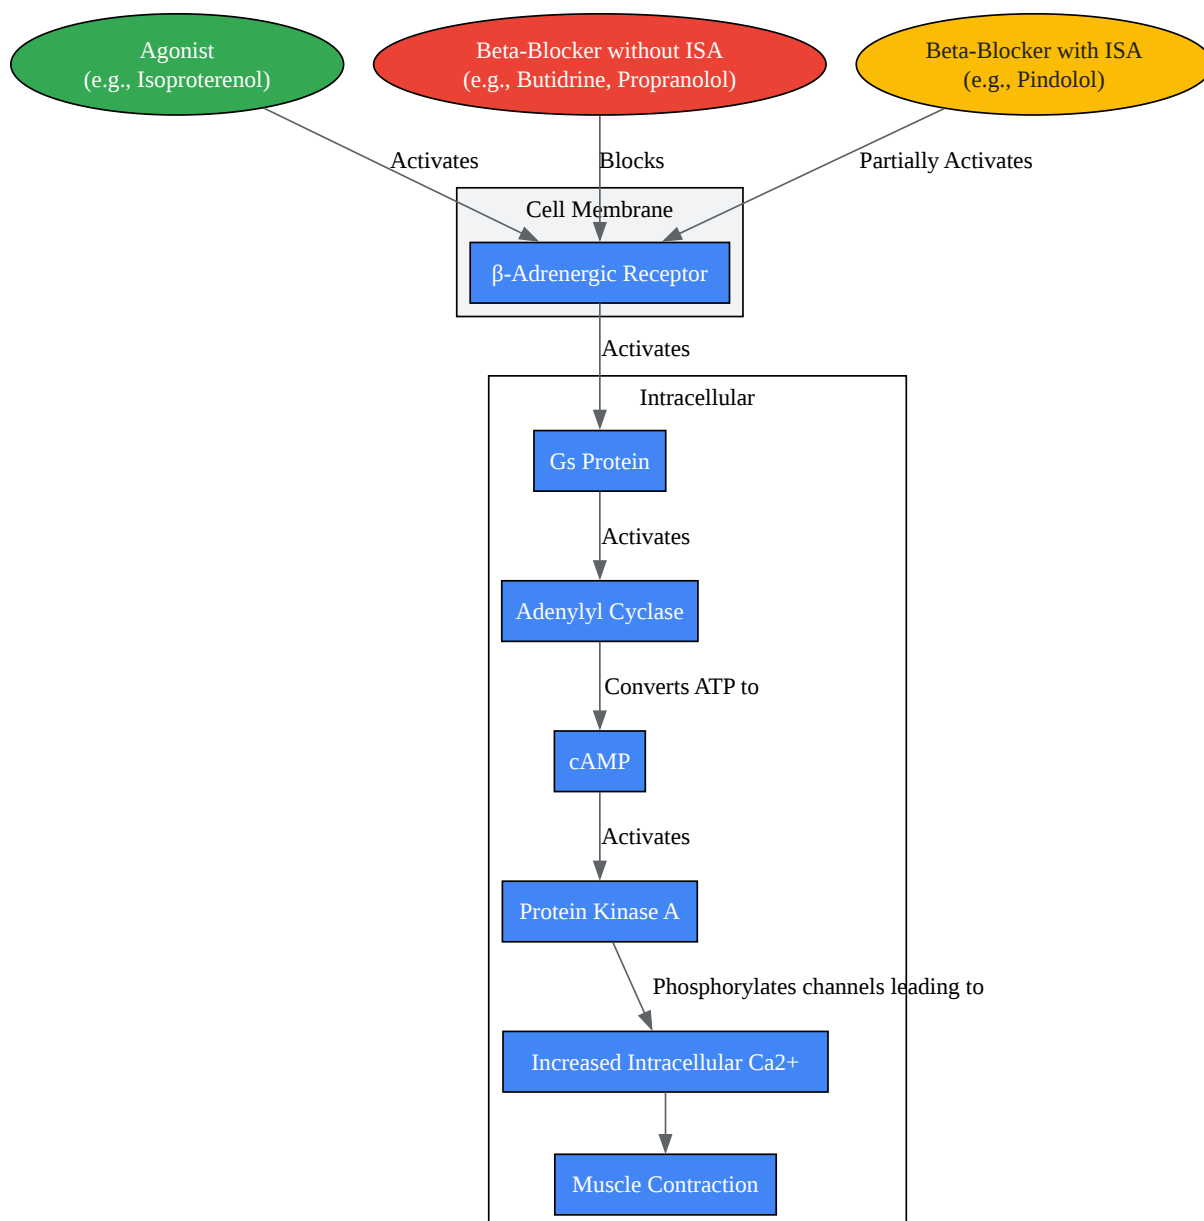 Agonist
(e.g., Isoproterenol)
Beta-Blocker without ISA
(e.g., Butidrine, Propranolol)
Beta-Blocker with ISA
(e.g., Pindolol)
Activates
Blocks
Partially Activates
Cell Membrane
β-Adrenergic Receptor
Activates
Intracellular
Gs Protein
Activates
Adenylyl Cyclase
Converts ATP to
cAMP
Activates
Protein Kinase A
Phosphorylates channels leading to
Increased Intracellular Ca2+
Muscle Contraction